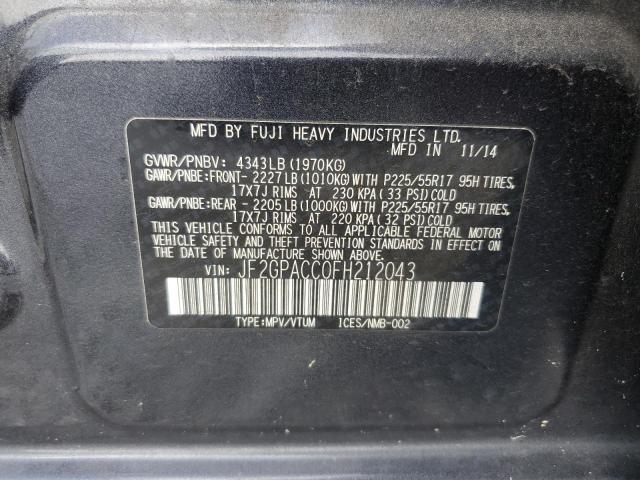 MFD BY FUJI HEAVY INDUSTRIES LTD.
MFD IN 11/14
GVWR/PNBV: 4343LB(1970KG)
GAWR/PNBE:FRONT- 2227LB(1010KG)WITH P225/55R17 95H TIRES,
17X7J RIMS AT 230 KPA(33 PSI)COLD
GAWR/PNBE:REAR - 2205LB(1000KG)WITH P225/55R17 95H TIRES,
17X7J RIMS AT 220 KPA(32 PSI)COLD
THIS VEHICLE CONFORMS TO ALL APPLICABLE FEDERAL MOTOR
VEHICLE SAFETY AND THEFT PREVENTION STANDARDS IN EFFECT
ON THE DATE OF MANUFACTURE SHOWN ABOVE.
VIN: JF2GPACC0FH212043
TYPE:MPV/VTUM ICES/NMB-002